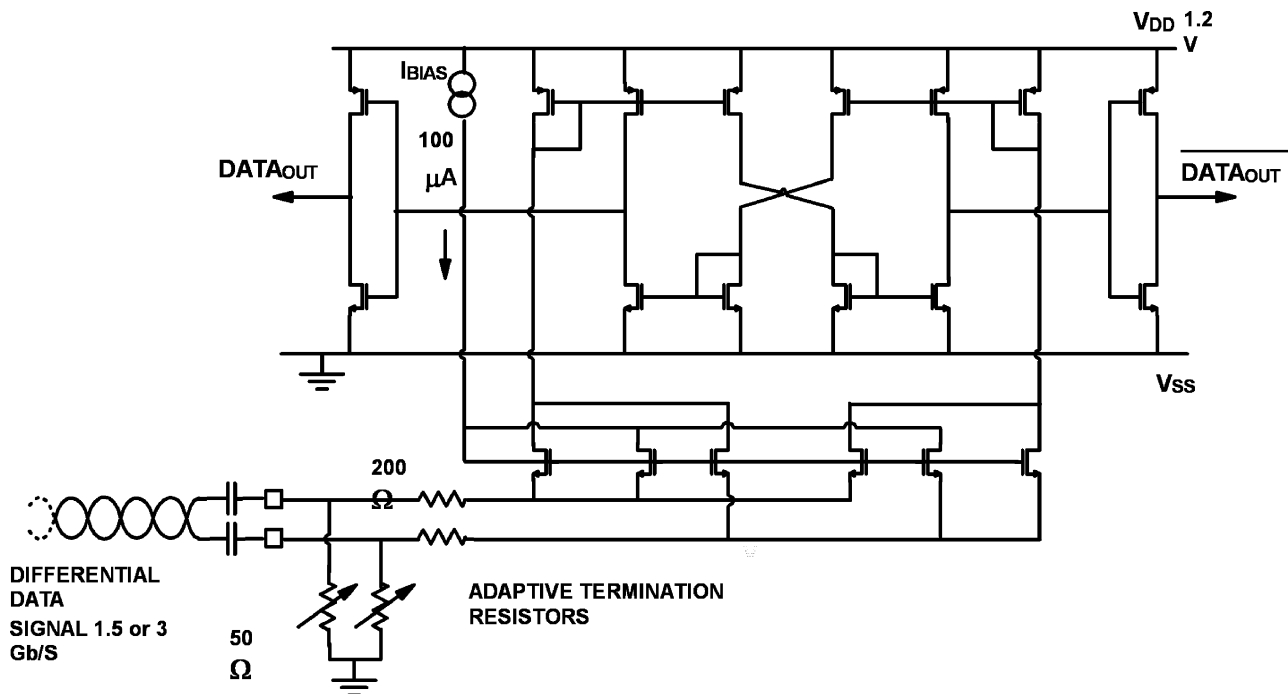 VDD 1.2
V
IBIAS
100
μA
DATAOUT
DATAOUT
VSS
200
Ω
DIFFERENTIAL
DATA
SIGNAL 1.5 or 3
Gb/S
50
Ω
ADAPTIVE TERMINATION
RESISTORS